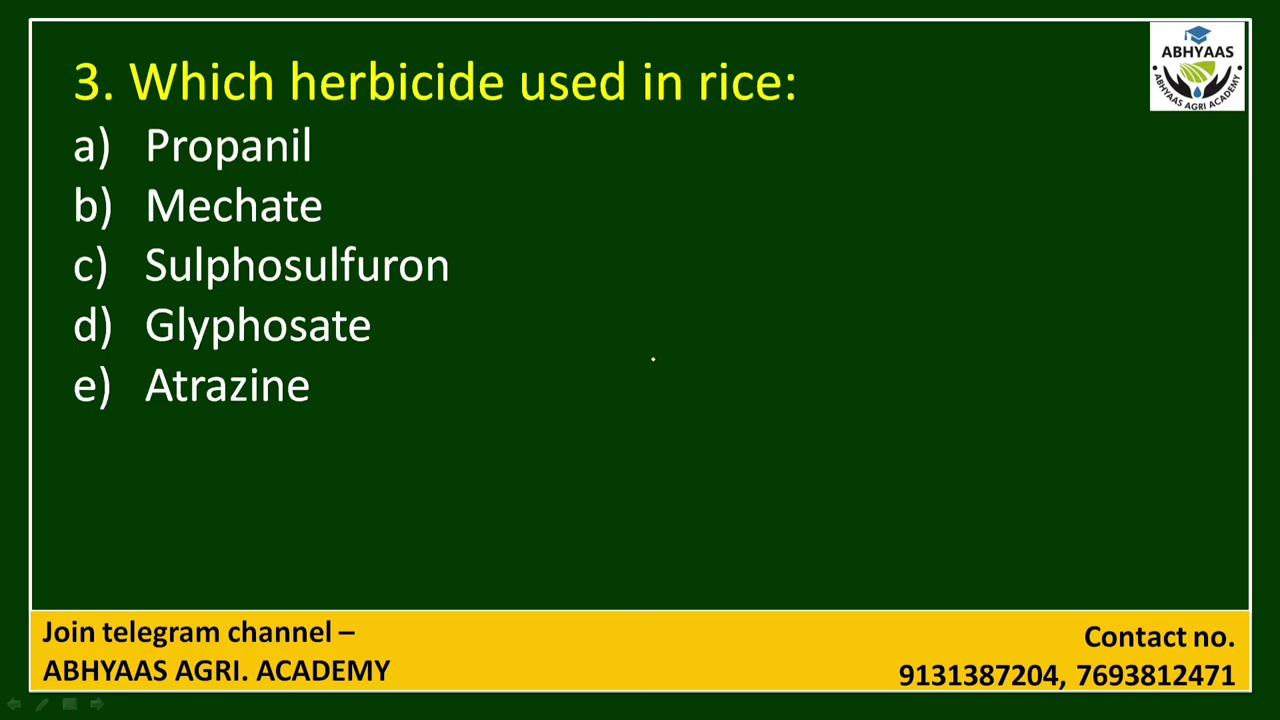 3. Which herbicide used in rice:
a) Propanil
b) Mechate
c) Sulphosulfuron
d) Glyphosate
e) Atrazine
ABHYAAS
ABHYAAS AGRI ACADEMY
Join telegram channel –
ABHYAAS AGRI. ACADEMY
Contact no.
9131387204, 7693812471